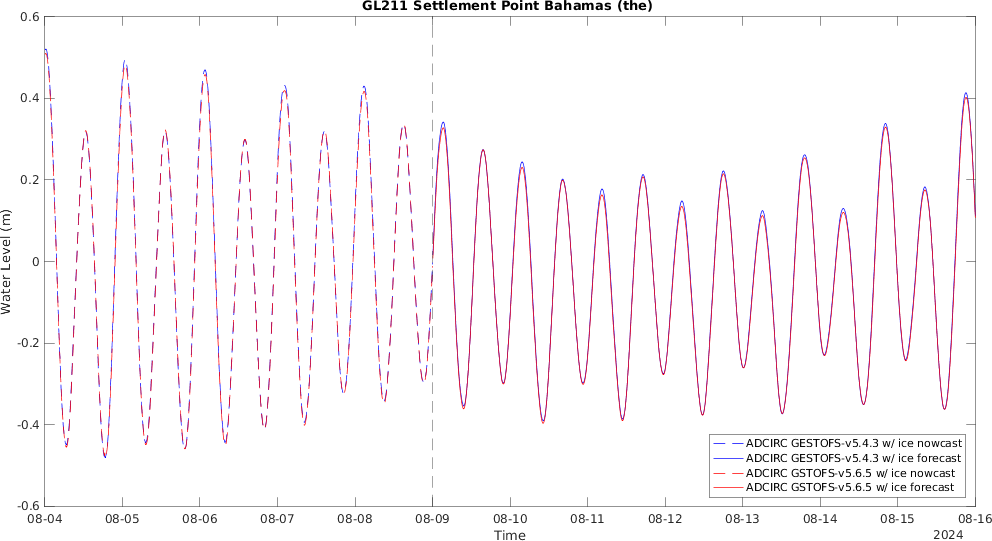 GL211 Settlement Point Bahamas (the)
0.6
0.4
0.2
0
-0.2
-0.4
-0.6
Water Level (m)
08-04 08-05 08-06 08-07 08-08 08-09 08-10 08-11 08-12 08-13 08-14 08-15 08-16
Time
2024
ADCIRC GESTOFS-v5.4.3 w/ ice nowcast
ADCIRC GESTOFS-v5.4.3 w/ ice forecast
ADCIRC GSTOFS-v5.6.5 w/ ice nowcast
ADCIRC GSTOFS-v5.6.5 w/ ice forecast